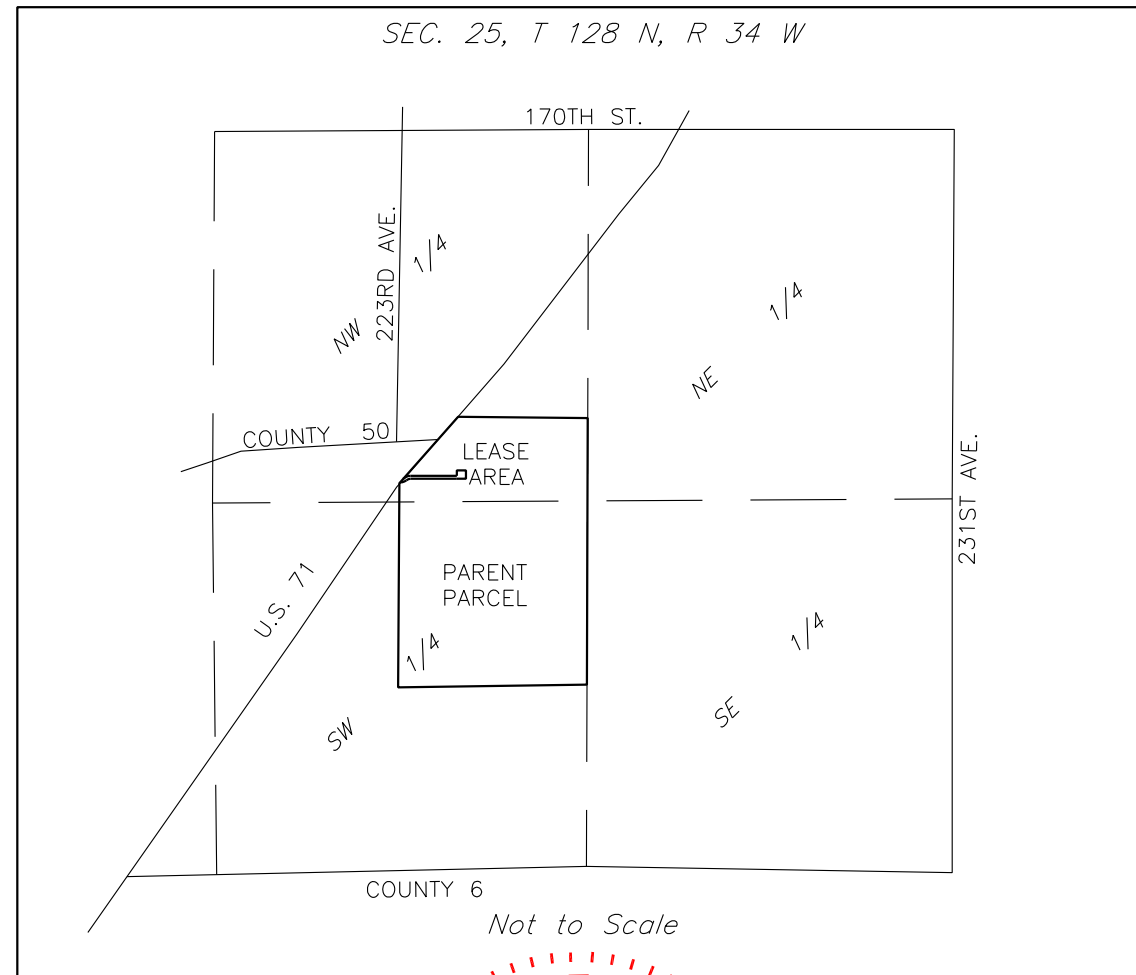 SEC. 25, T 128 N, R 34 W
170TH ST.
223RD AVE.
NW 1/4
NE 1/4
COUNTY 50
LEASE
AREA
231ST AVE.
U.S. 71
PARENT
PARCEL
SW 1/4
SE 1/4
COUNTY 6
Not to Scale